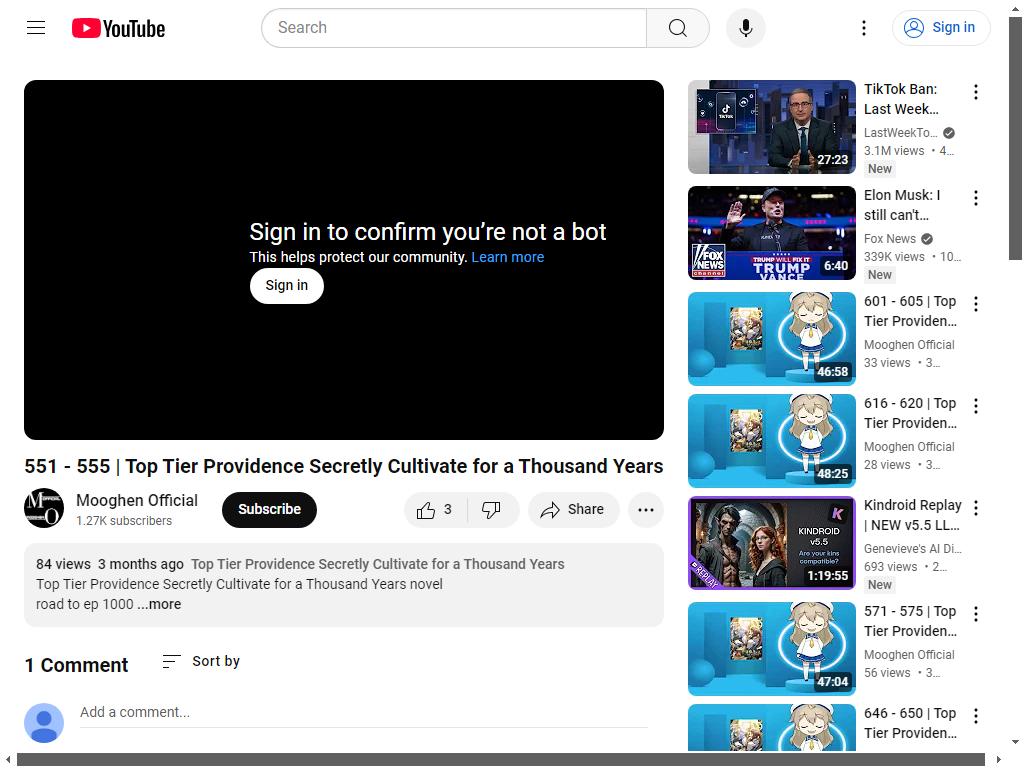 YouTube
Search
Sign in
Sign in to confirm you're not a bot
This helps protect our community. Learn more
Sign in
551 - 555 | Top Tier Providence Secretly Cultivate for a Thousand Years
Mooghen Official
1.27K subscribers
Subscribe
3
Share
84 views 3 months ago Top Tier Providence Secretly Cultivate for a Thousand Years
Top Tier Providence Secretly Cultivate for a Thousand Years novel
road to ep 1000 ...more
1 Comment
Sort by
Add a comment...
TikTok
27:23
TikTok Ban:
Last Week...
LastWeekTo...
3.1M views • 4...
New
FOX
NEWS
channel
TRUMP WILL FIX IT
TRUMP
VANCE
6:40
Elon Musk: I
still can't...
Fox News
339K views • 10...
New
46:58
601 - 605 | Top
Tier Providen...
Mooghen Official
33 views • 3...
48:25
616 - 620 | Top
Tier Providen...
Mooghen Official
28 views • 3...
REPLAY
KINDROID
v5.5
Are your kins
compatible?
1:19:55
Kindroid Replay
| NEW v5.5 LL...
Genevieve's AI Di...
693 views • 2...
New
47:04
571 - 575 | Top
Tier Providen...
Mooghen Official
56 views • 3...
646 - 650 | Top
Tier Providen...